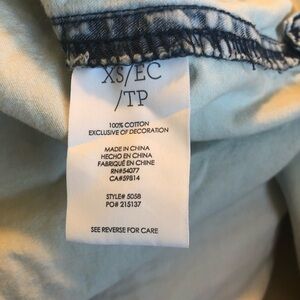 XS/EC
/TP
100% COTTON
EXCLUSIVE OF DECORATION
MADE IN CHINA
HECHO EN CHINA
FABRIQUÉ EN CHINE
RN#54077
CA#59814
STYLE# 5058
PO# 215137
SEE REVERSE FOR CARE